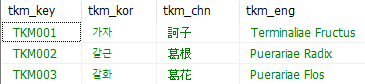 tkm_key tkm_kor tkm_chn tkm_eng
TKM001 가자 訶子 Terminaliae Fructus
TKM002 갈근 葛根 Puerariae Radix
TKM003 갈화 葛花 Puerariae Flos